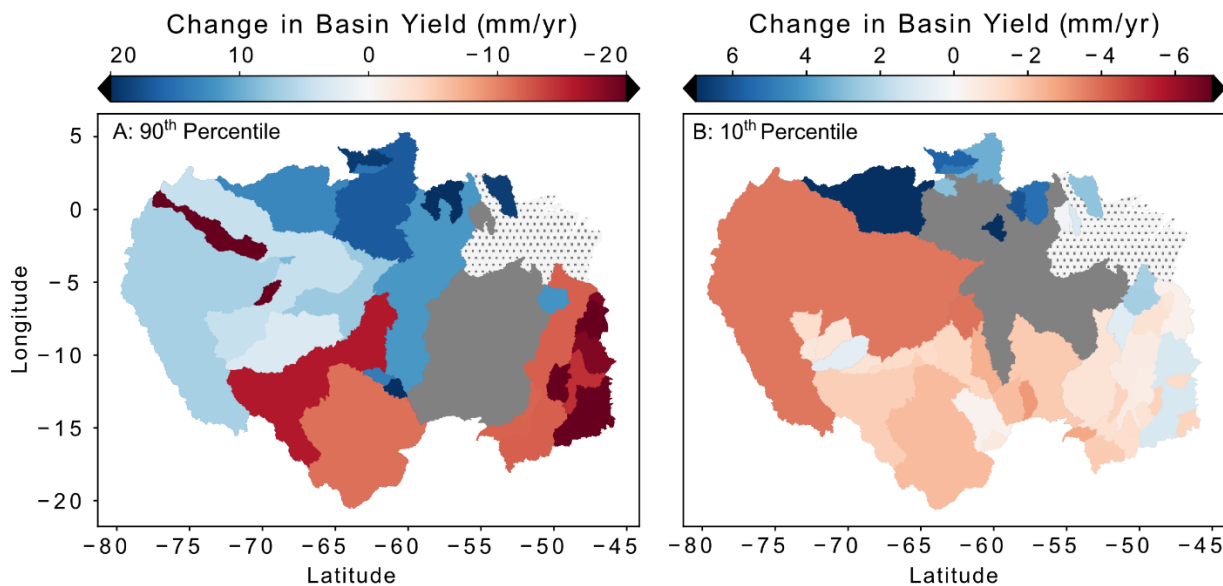 Change in Basin Yield (mm/yr)
20 10 0 −10 −20
A: 90th Percentile
5
0
−5
−10
−15
−20
Longitude
−80 −75 −70 −65 −60 −55 −50 −45
Latitude
Change in Basin Yield (mm/yr)
6 4 2 0 −2 −4 −6
B: 10th Percentile
−80 −75 −70 −65 −60 −55 −50 −45
Latitude